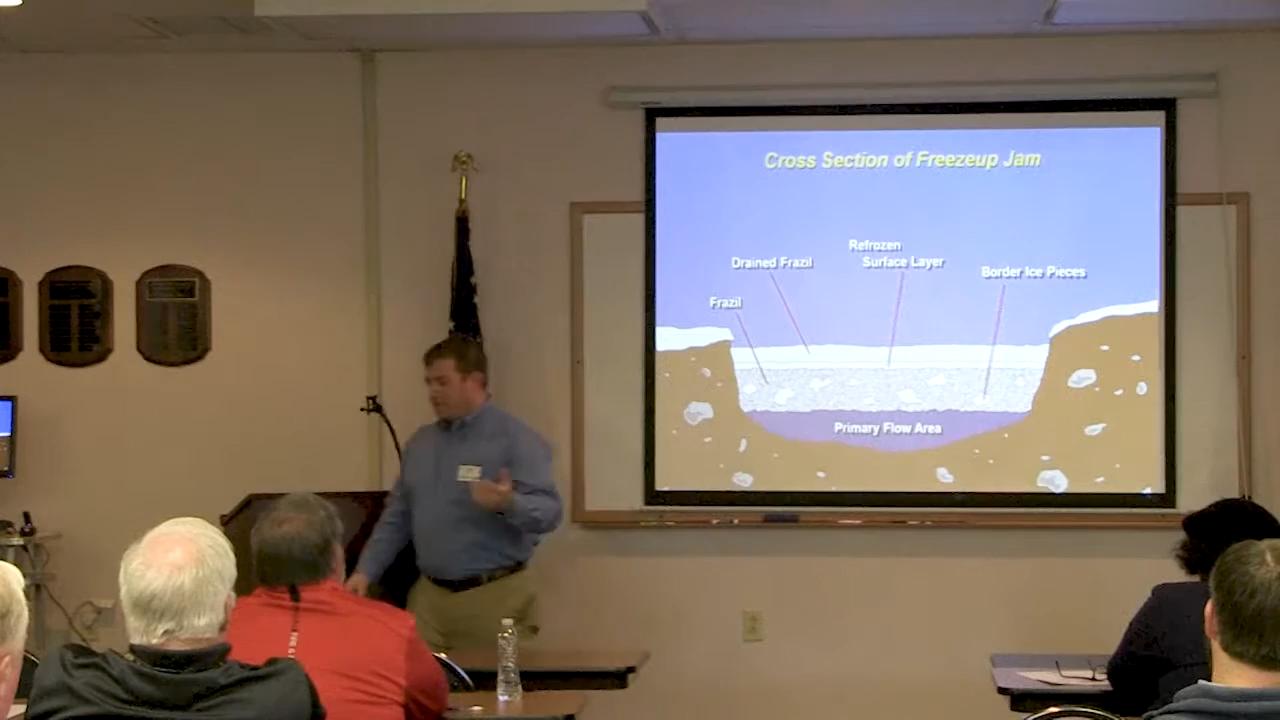 Cross Section of Freezeup Jam
Refrozen
Surface Layer
Drained Frazil
Border Ice Pieces
Frazil
Primary Flow Area